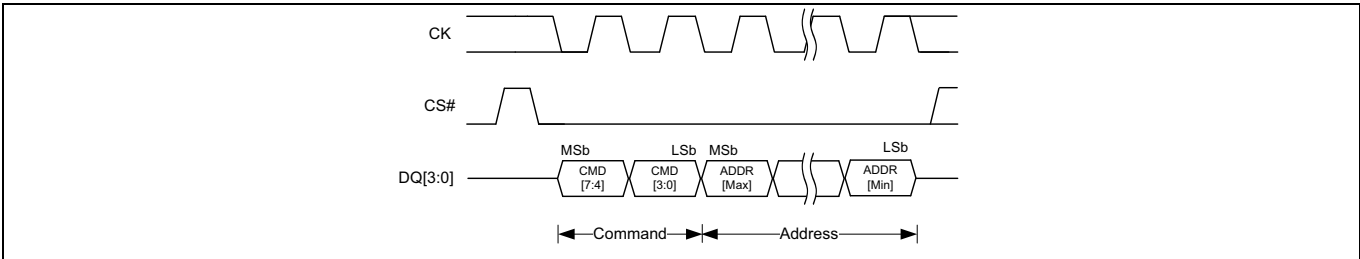 CK
CS#
MSb LSb MSb LSb
DQ[3:0] CMD CMD ADDR ADDR
[7:4] [3:0] [Max] [Min]
Command Address